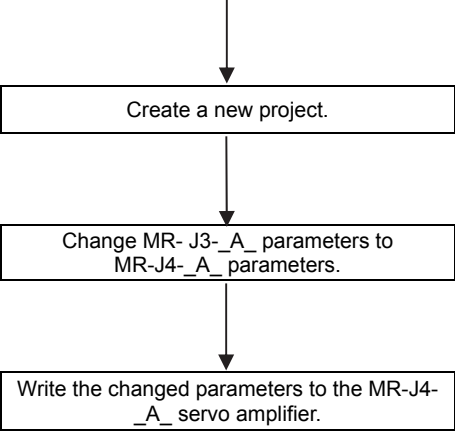 Create a new project.
Change MR- J3-_A_ parameters to
MR-J4-_A_ parameters.
Write the changed parameters to the MR-J4-
_A_ servo amplifier.